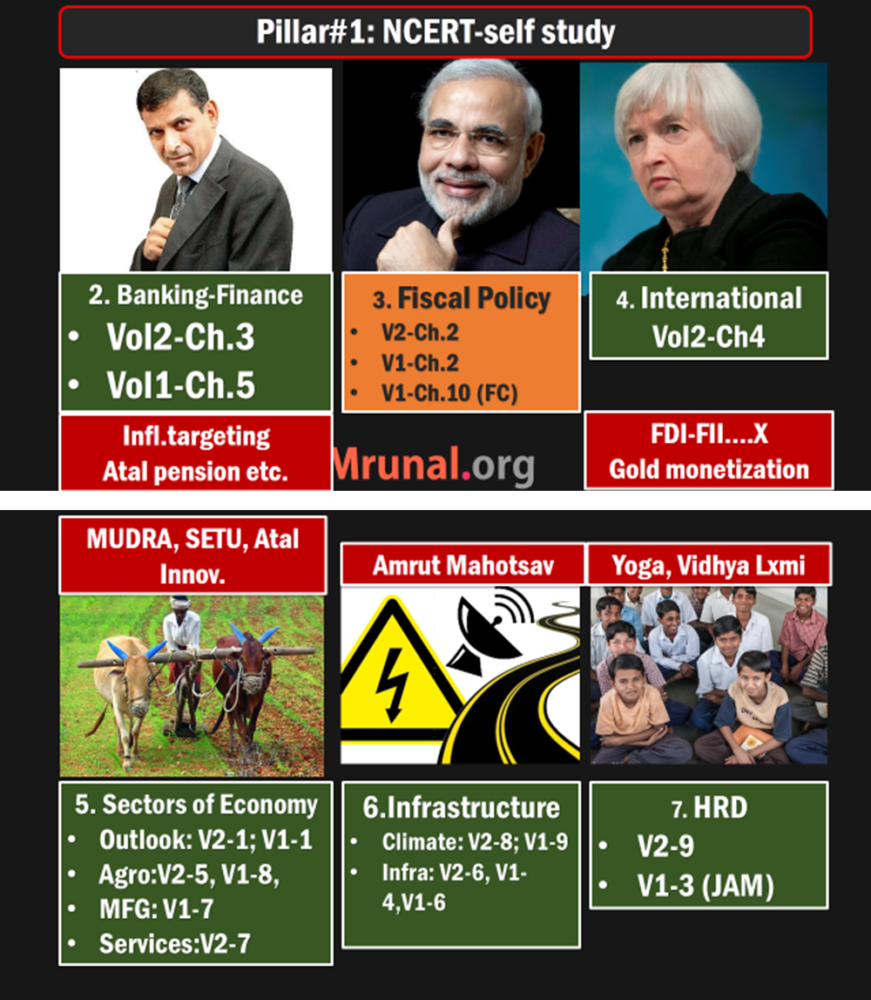 Pillar#1: NCERT-self study
2. Banking-Finance
• Vol2-Ch.3
• Vol1-Ch.5
3. Fiscal Policy
• V2-Ch.2
• V1-Ch.2
• V1-Ch.10 (FC)
4. International
Vol2-Ch4
Infl.targeting
Atal pension etc.
Mrunal.org
FDI-FII....X
Gold monetization
MUDRA, SETU, Atal
Innov.
Amrut Mahotsav
Yoga, Vidhya Lxmi
5. Sectors of Economy
• Outlook: V2-1; V1-1
• Agro:V2-5, V1-8,
• MFG: V1-7
• Services:V2-7
6.Infrastructure
• Climate: V2-8; V1-9
• Infra: V2-6, V1-
4,V1-6
7. HRD
• V2-9
• V1-3 (JAM)